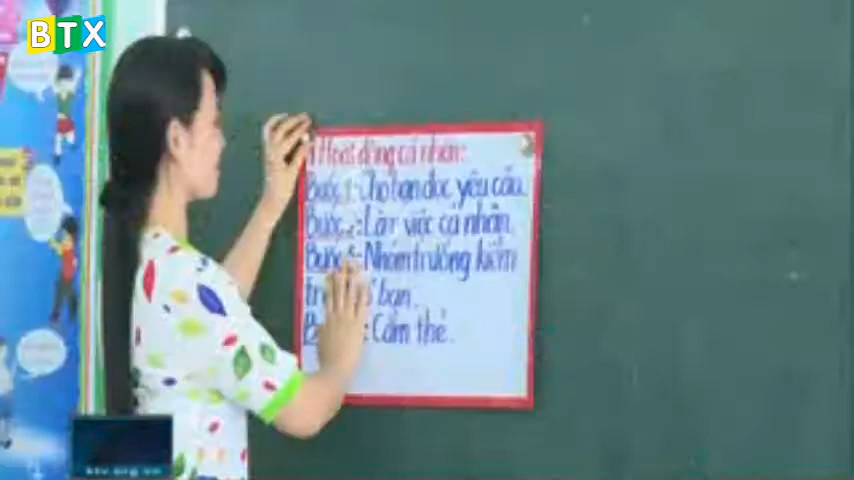 BTX
Hoạt động cá nhân:
Bước 1: Cho bạn đọc yêu cầu.
Bước 2: Làm việc cá nhân.
Bước 3: Nhóm trưởng kiểm
bạn.
: Cắm thẻ.